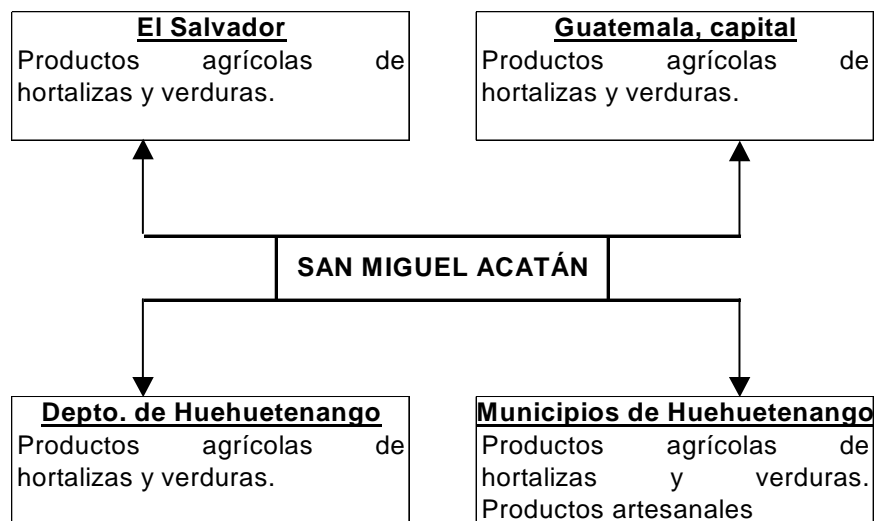 El Salvador
Productos agrícolas de
hortalizas y verduras.
Guatemala, capital
Productos agrícolas de
hortalizas y verduras.
SAN MIGUEL ACATÁN
Depto. de Huehuetenango
Productos agrícolas de
hortalizas y verduras.
Municipios de Huehuetenango
Productos agrícolas de
hortalizas y verduras.
Productos artesanales